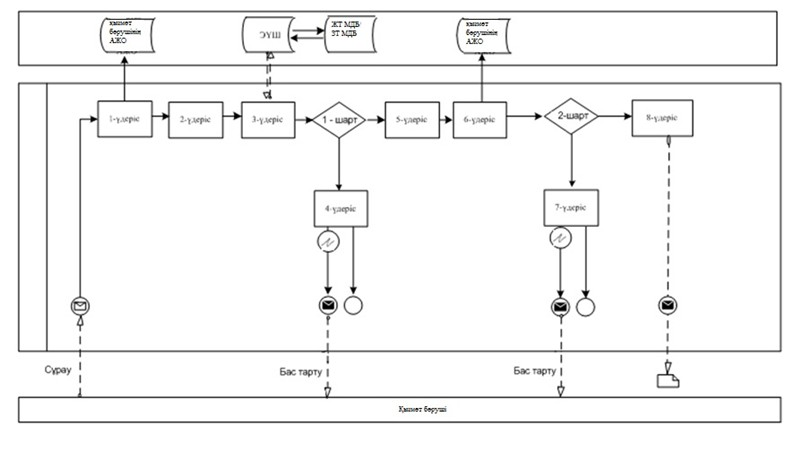 қызмет
берушінің
АЖО
ЭҮШ
ЖТ МДБ/
ЗТ МДБ
қызмет
берушінің
АЖО
1-үдеріс
2-үдеріс
3-үдеріс
1 - шарт
5-үдеріс
6-үдеріс
2-шарт
8-үдеріс
4-үдеріс
7-үдеріс
Сұрау
Бас тарту
Бас тарту
Қызмет беруші